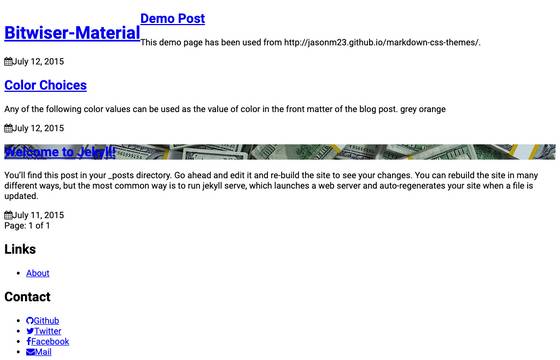 Bitwiser-Material
Demo Post
This demo page has been used from http://jasonm23.github.io/markdown-css-themes/.
July 12, 2015
Color Choices
Any of the following color values can be used as the value of color in the front matter of the blog post. grey orange
July 12, 2015
Welcome to Jekyll!
You'll find this post in your _posts directory. Go ahead and edit it and re-build the site to see your changes. You can rebuild the site in many
different ways, but the most common way is to run jekyll serve, which launches a web server and auto-regenerates your site when a file is
updated.
July 11, 2015
Page: 1 of 1
Links
About
Contact
Github
Twitter
Facebook
Mail